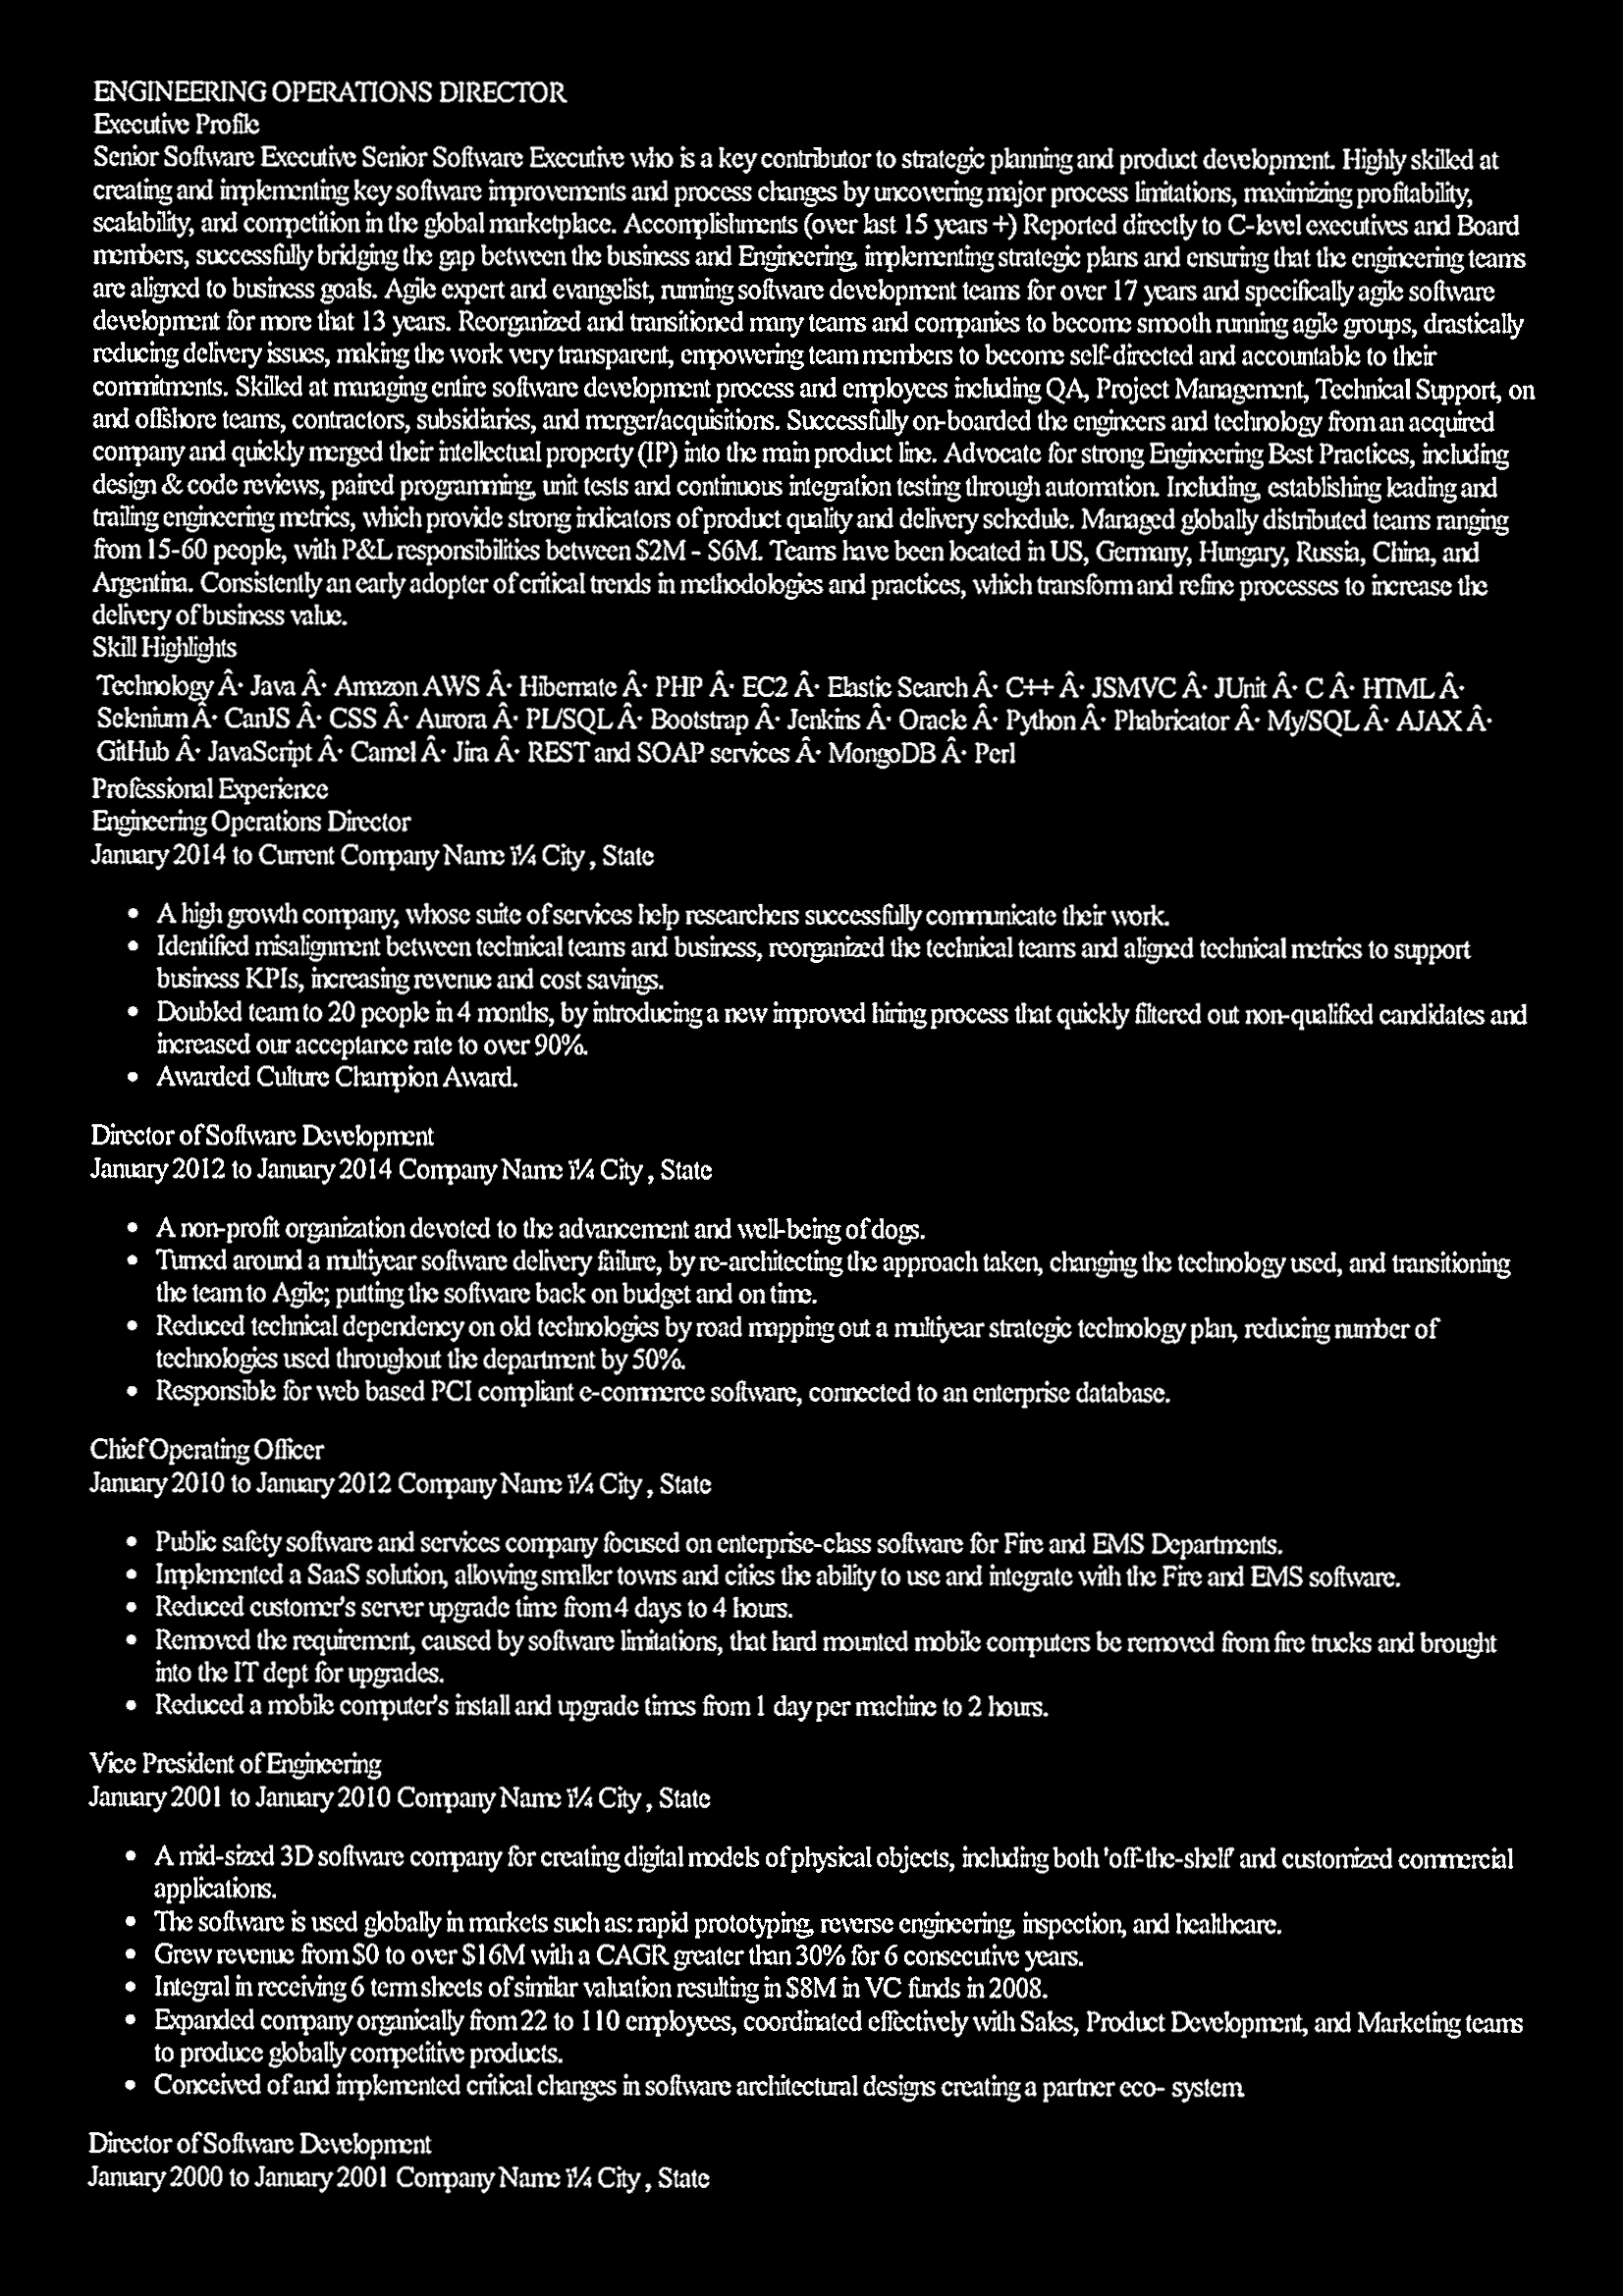 ENGINEERING OPERATIONS DIRECTOR
Executive Profile
Senior Software Executive Senior Software Executive who is a key contributor to strategic planning and product development. Highly skilled at
creating and implementing key software improvements and process changes by uncovering major process limitations, maximizing profitability,
scalability, and competition in the global marketplace. Accomplishments (over last 15 years +) Reported directly to C-level executives and Board
members, successfully bridging the gap between the business and Engineering, implementing strategic plans and ensuring that the engineering teams
are aligned to business goals. Agile expert and evangelist, running software development teams for over 17 years and specifically agile software
development for more that 13 years. Reorganized and transitioned many teams and companies to become smooth running agile groups, drastically
reducing delivery issues, making the work very transparent, empowering team members to become self-directed and accountable to their
commitments. Skilled at managing entire software development process and employees including QA, Project Management, Technical Support, on
and offshore teams, contractors, subsidiaries, and merger/acquisitions. Successfully on-boarded the engineers and technology from an acquired
company and quickly merged their intellectual property (IP) into the main product line. Advocate for strong Engineering Best Practices, including
design & code reviews, paired programming, unit tests and continuous integration testing through automation. Including, establishing leading and
trailing engineering metrics, which provide strong indicators of product quality and delivery schedule. Managed globally distributed teams ranging
from 15-60 people, with P&L responsibilities between $2M - $6M. Teams have been located in US, Germany, Hungary, Russia, China, and
Argentina. Consistently an early adopter of critical trends in methodologies and practices, which transform and refine processes to increase the
delivery of business value.
Skill Highlights
Technology Â· Java Â· Amazon AWS Â· Hibernate Â· PHP Â· EC2 Â· Elastic Search Â· C++ Â· JSMVC Â· JUnit Â· C Â· HTML Â·
Selenium Â· CanJS Â· CSS Â· Aurora Â· PL/SQL Â· Bootstrap Â· Jenkins Â· Oracle Â· Python Â· Phabricator Â· My/SQL Â· AJAX Â·
GitHub Â· JavaScript Â· Camel Â· Jira Â· REST and SOAP services Â· MongoDB Â· Perl
Professional Experience
Engineering Operations Director
January 2014 to Current Company Name ï¼ City , State
• A high growth company, whose suite of services help researchers successfully communicate their work.
• Identified misalignment between technical teams and business, reorganized the technical teams and aligned technical metrics to support
business KPIs, increasing revenue and cost savings.
• Doubled team to 20 people in 4 months, by introducing a new improved hiring process that quickly filtered out non-qualified candidates and
increased our acceptance rate to over 90%.
• Awarded Culture Champion Award.
Director of Software Development
January 2012 to January 2014 Company Name ï¼ City , State
• A non-profit organization devoted to the advancement and well-being of dogs.
• Turned around a multiyear software delivery failure, by re-architecting the approach taken, changing the technology used, and transitioning
the team to Agile; putting the software back on budget and on time.
• Reduced technical dependency on old technologies by road mapping out a multiyear strategic technology plan, reducing number of
technologies used throughout the department by 50%.
• Responsible for web based PCI compliant e-commerce software, connected to an enterprise database.
Chief Operating Officer
January 2010 to January 2012 Company Name ï¼ City , State
• Public safety software and services company focused on enterprise-class software for Fire and EMS Departments.
• Implemented a SaaS solution, allowing smaller towns and cities the ability to use and integrate with the Fire and EMS software.
• Reduced customer's server upgrade time from 4 days to 4 hours.
• Removed the requirement, caused by software limitations, that hard mounted mobile computers be removed from fire trucks and brought
into the IT dept for upgrades.
• Reduced a mobile computer's install and upgrade times from 1 day per machine to 2 hours.
Vice President of Engineering
January 2001 to January 2010 Company Name ï¼ City , State
• A mid-sized 3D software company for creating digital models of physical objects, including both 'off-the-shelf' and customized commercial
applications.
• The software is used globally in markets such as: rapid prototyping, reverse engineering, inspection, and healthcare.
• Grew revenue from $0 to over $16M with a CAGR greater than 30% for 6 consecutive years.
• Integral in receiving 6 term sheets of similar valuation resulting in $8M in VC funds in 2008.
• Expanded company organically from 22 to 110 employees, coordinated effectively with Sales, Product Development, and Marketing teams
to produce globally competitive products.
• Conceived of and implemented critical changes in software architectural designs creating a partner eco- system.
Director of Software Development
January 2000 to January 2001 Company Name ï¼ City , State